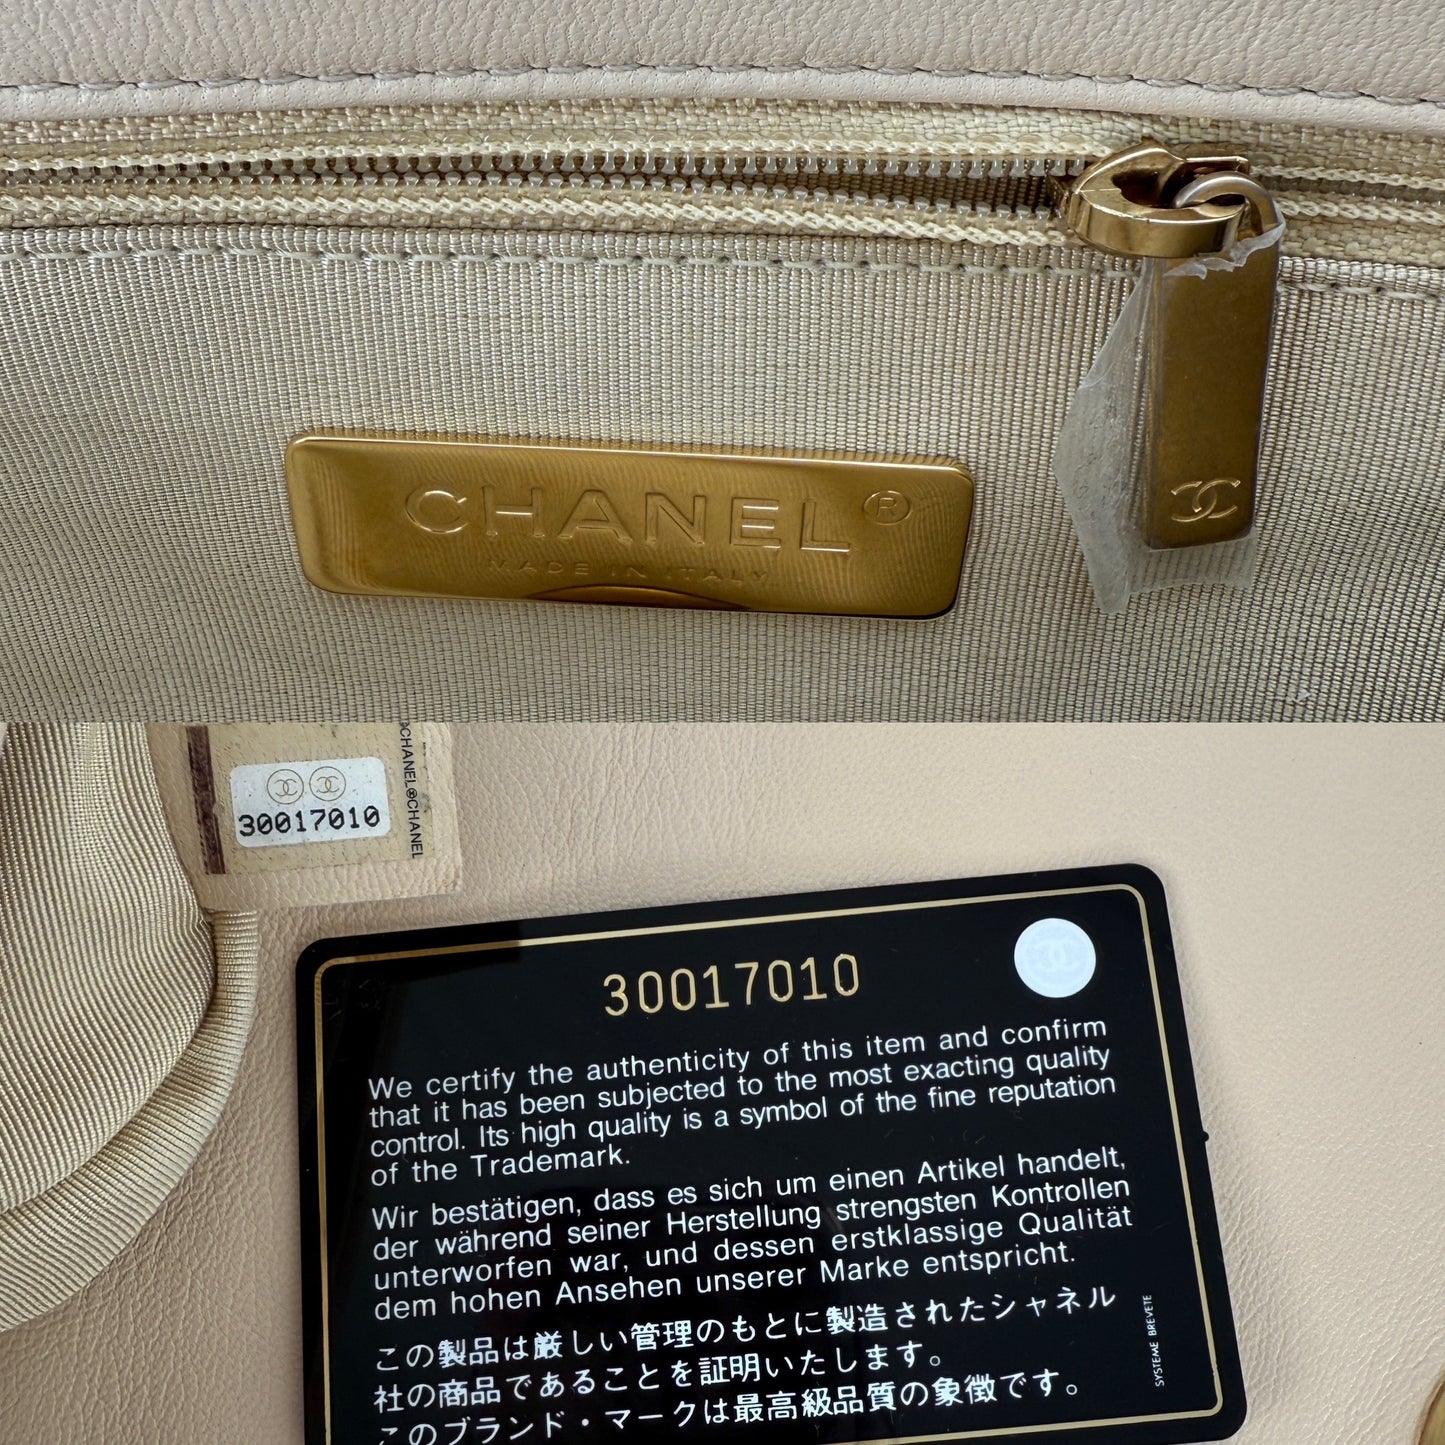 CHANEL®
MADE IN ITALY
30017010
®CHANEL®CHANEL
30017010
We certify the authenticity of this item and confirm
that it has been subjected to the most exacting quality
control. Its high quality is a symbol of the fine reputation
of the Trademark.
Wir bestätigen, dass es sich um einen Artikel handelt,
der während seiner Herstellung strengsten Kontrollen
unterworfen war, und dessen erstklassige Qualität
dem hohen Ansehen unserer Marke entspricht.
この製品は厳しい管理のもとに製造されたシャネル
社の商品であることを証明いたします。
このブランド・マークは最高級品質の象徴です。
SYSTEME BREVETE